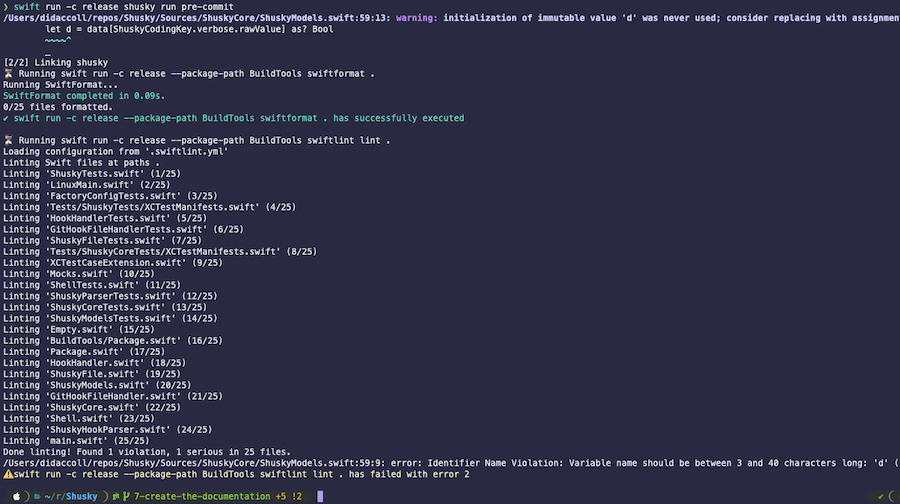 ❯ swift run -c release shusky run pre-commit
/Users/didaccoll/repos/Shusky/Sources/ShuskyCore/ShuskyModels.swift:59:13: warning: initialization of immutable value 'd' was never used; consider replacing with assignmen
let d = data[ShuskyCodingKey.verbose.rawValue] as? Bool
~~~~^
_
[2/2] Linking shusky
⏳ Running swift run -c release --package-path BuildTools swiftformat .
Running SwiftFormat...
SwiftFormat completed in 0.09s.
0/25 files formatted.
✔ swift run -c release --package-path BuildTools swiftformat . has successfully executed
⏳ Running swift run -c release --package-path BuildTools swiftlint lint .
Loading configuration from '.swiftlint.yml'
Linting Swift files at paths .
Linting 'ShuskyTests.swift' (1/25)
Linting 'LinuxMain.swift' (2/25)
Linting 'FactoryConfigTests.swift' (3/25)
Linting 'Tests/ShuskyTests/XCTestManifests.swift' (4/25)
Linting 'HookHandlerTests.swift' (5/25)
Linting 'GitHookFileHandlerTests.swift' (6/25)
Linting 'ShuskyFileTests.swift' (7/25)
Linting 'Tests/ShuskyCoreTests/XCTestManifests.swift' (8/25)
Linting 'XCTestCaseExtension.swift' (9/25)
Linting 'Mocks.swift' (10/25)
Linting 'ShellTests.swift' (11/25)
Linting 'ShuskyParserTests.swift' (12/25)
Linting 'ShuskyCoreTests.swift' (13/25)
Linting 'ShuskyModelsTests.swift' (14/25)
Linting 'Empty.swift' (15/25)
Linting 'BuildTools/Package.swift' (16/25)
Linting 'Package.swift' (17/25)
Linting 'HookHandler.swift' (18/25)
Linting 'ShuskyFile.swift' (19/25)
Linting 'ShuskyModels.swift' (20/25)
Linting 'GitHookFileHandler.swift' (21/25)
Linting 'ShuskyCore.swift' (22/25)
Linting 'Shell.swift' (23/25)
Linting 'ShuskyHookParser.swift' (24/25)
Linting 'main.swift' (25/25)
Done linting! Found 1 violation, 1 serious in 25 files.
/Users/didaccoll/repos/Shusky/Sources/ShuskyCore/ShuskyModels.swift:59:9: error: Identifier Name Violation: Variable name should be between 3 and 40 characters long: 'd' (
⚠️swift run -c release --package-path BuildTools swiftlint lint . has failed with error 2
~/r/Shusky 7-create-the-documentation +5 !2 ✔